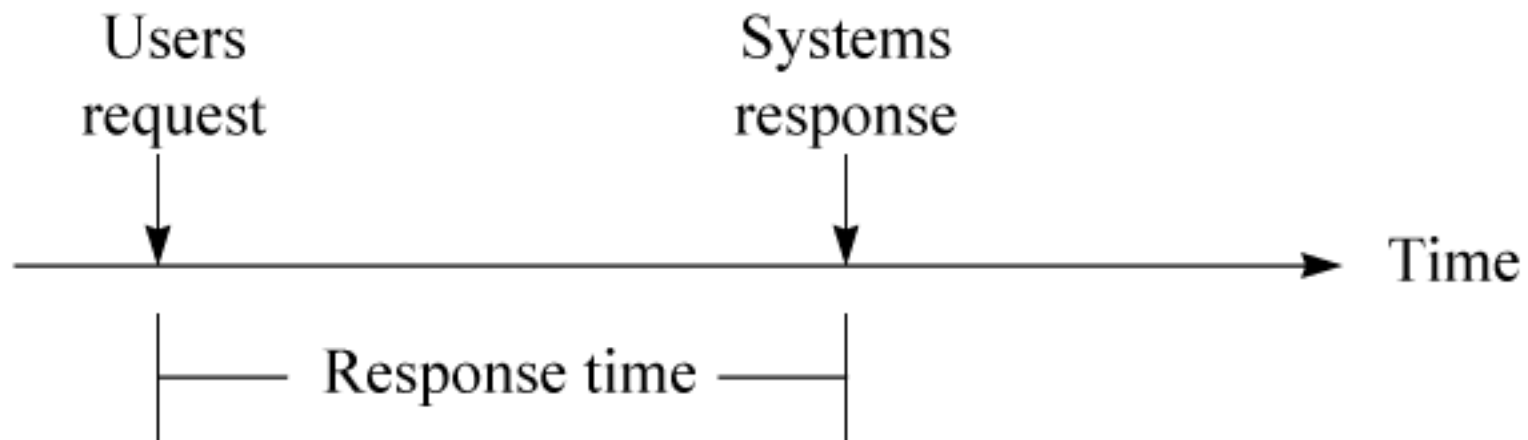 Users
request
Systems
response
Time
Response time